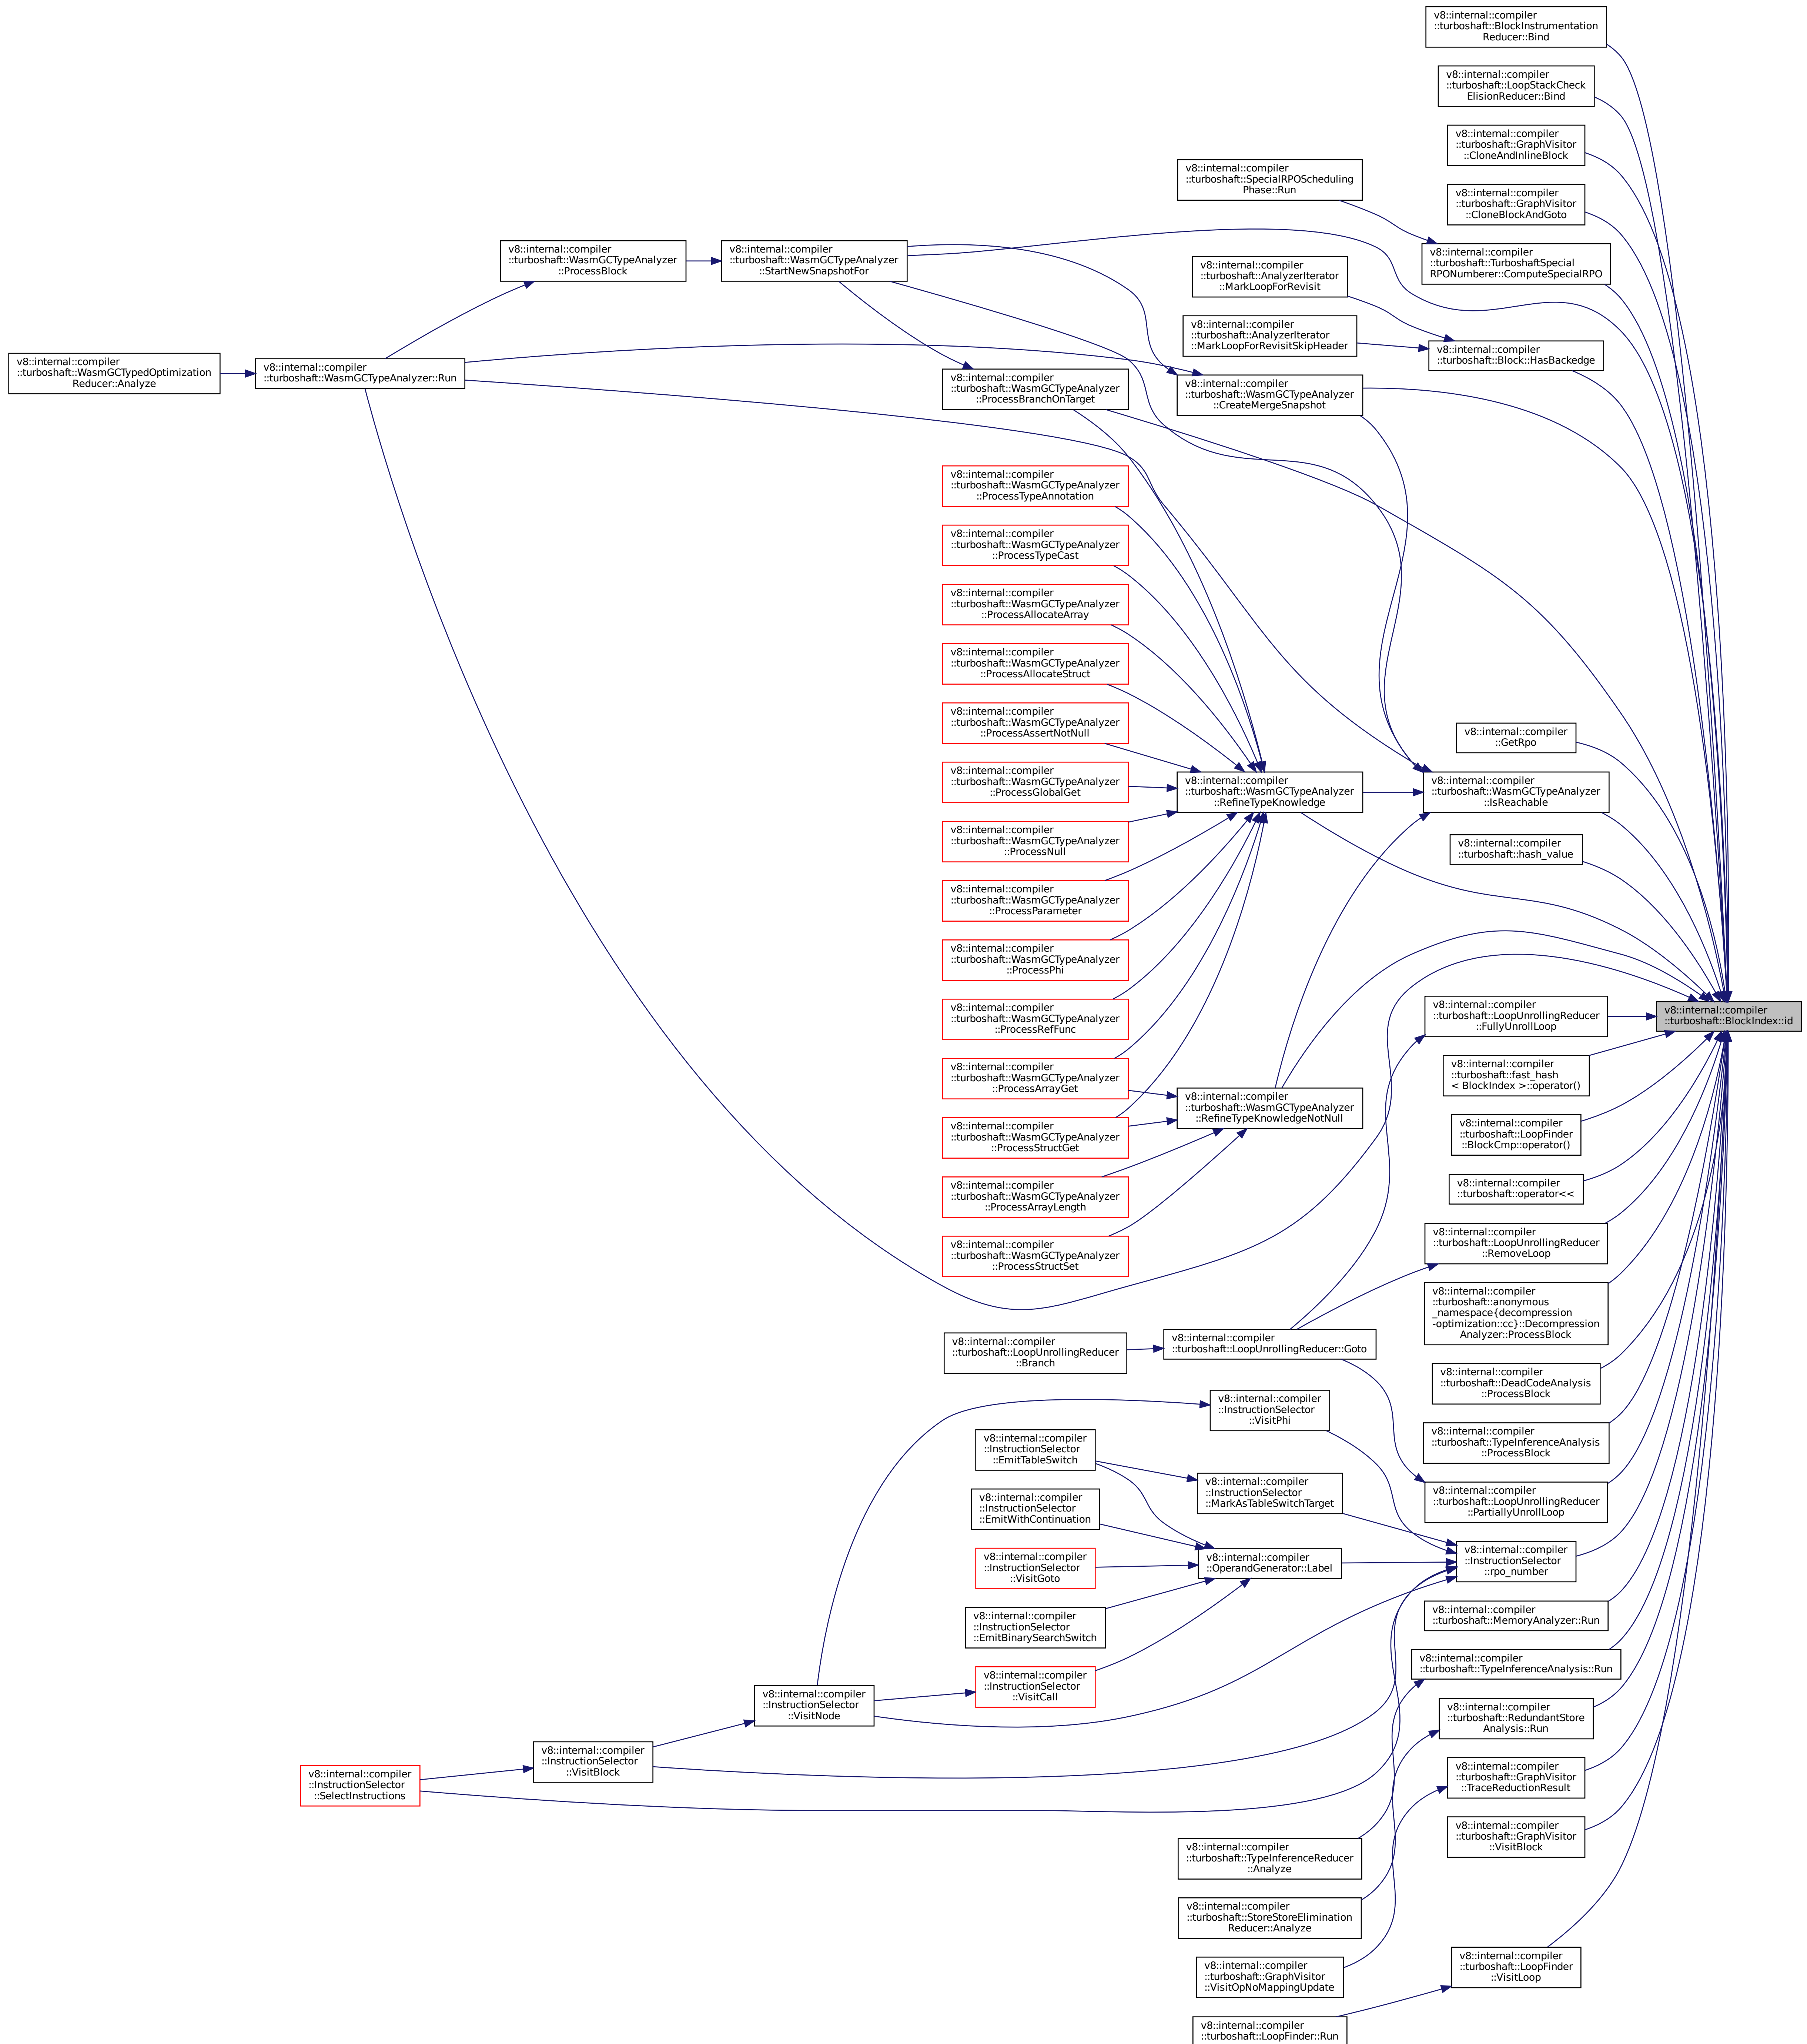 v8::internal::compiler
::turboshaft::BlockInstrumentation
Reducer::Bind
v8::internal::compiler
::turboshaft::LoopStackCheck
ElisionReducer::Bind
v8::internal::compiler
::turboshaft::GraphVisitor
::CloneAndInlineBlock
v8::internal::compiler
::turboshaft::SpecialRPOScheduling
Phase::Run
v8::internal::compiler
::turboshaft::GraphVisitor
::CloneBlockAndGoto
v8::internal::compiler
::turboshaft::WasmGCTypeAnalyzer
::ProcessBlock
v8::internal::compiler
::turboshaft::WasmGCTypeAnalyzer
::StartNewSnapshotFor
v8::internal::compiler
::turboshaft::TurboshaftSpecial
RPONumberer::ComputeSpecialRPO
v8::internal::compiler
::turboshaft::AnalyzerIterator
::MarkLoopForRevisit
v8::internal::compiler
::turboshaft::AnalyzerIterator
::MarkLoopForRevisitSkipHeader
v8::internal::compiler
::turboshaft::Block::HasBackedge
v8::internal::compiler
::turboshaft::WasmGCTypedOptimization
Reducer::Analyze
v8::internal::compiler
::turboshaft::WasmGCTypeAnalyzer::Run
v8::internal::compiler
::turboshaft::WasmGCTypeAnalyzer
::ProcessBranchOnTarget
v8::internal::compiler
::turboshaft::WasmGCTypeAnalyzer
::CreateMergeSnapshot
v8::internal::compiler
::turboshaft::WasmGCTypeAnalyzer
::ProcessTypeAnnotation
v8::internal::compiler
::turboshaft::WasmGCTypeAnalyzer
::ProcessTypeCast
v8::internal::compiler
::turboshaft::WasmGCTypeAnalyzer
::ProcessAllocateArray
v8::internal::compiler
::turboshaft::WasmGCTypeAnalyzer
::ProcessAllocateStruct
v8::internal::compiler
::turboshaft::WasmGCTypeAnalyzer
::ProcessAssertNotNull
v8::internal::compiler
::GetRpo
v8::internal::compiler
::turboshaft::WasmGCTypeAnalyzer
::ProcessGlobalGet
v8::internal::compiler
::turboshaft::WasmGCTypeAnalyzer
::RefineTypeKnowledge
v8::internal::compiler
::turboshaft::WasmGCTypeAnalyzer
::IsReachable
v8::internal::compiler
::turboshaft::WasmGCTypeAnalyzer
::ProcessNull
v8::internal::compiler
::turboshaft::hash_value
v8::internal::compiler
::turboshaft::WasmGCTypeAnalyzer
::ProcessParameter
v8::internal::compiler
::turboshaft::WasmGCTypeAnalyzer
::ProcessPhi
v8::internal::compiler
::turboshaft::WasmGCTypeAnalyzer
::ProcessRefFunc
v8::internal::compiler
::turboshaft::LoopUnrollingReducer
::FullyUnrollLoop
v8::internal::compiler
::turboshaft::BlockIndex::id
v8::internal::compiler
::turboshaft::fast_hash
< BlockIndex >::operator()
v8::internal::compiler
::turboshaft::WasmGCTypeAnalyzer
::ProcessArrayGet
v8::internal::compiler
::turboshaft::WasmGCTypeAnalyzer
::RefineTypeKnowledgeNotNull
v8::internal::compiler
::turboshaft::LoopFinder
::BlockCmp::operator()
v8::internal::compiler
::turboshaft::WasmGCTypeAnalyzer
::ProcessStructGet
v8::internal::compiler
::turboshaft::operator<<
v8::internal::compiler
::turboshaft::WasmGCTypeAnalyzer
::ProcessArrayLength
v8::internal::compiler
::turboshaft::LoopUnrollingReducer
::RemoveLoop
v8::internal::compiler
::turboshaft::WasmGCTypeAnalyzer
::ProcessStructSet
v8::internal::compiler
::turboshaft::anonymous
_namespace{decompression
-optimization::cc}::Decompression
Analyzer::ProcessBlock
v8::internal::compiler
::turboshaft::LoopUnrollingReducer
::Branch
v8::internal::compiler
::turboshaft::LoopUnrollingReducer::Goto
v8::internal::compiler
::turboshaft::DeadCodeAnalysis
::ProcessBlock
v8::internal::compiler
::InstructionSelector
::VisitPhi
v8::internal::compiler
::turboshaft::TypeInferenceAnalysis
::ProcessBlock
v8::internal::compiler
::InstructionSelector
::EmitTableSwitch
v8::internal::compiler
::InstructionSelector
::MarkAsTableSwitchTarget
v8::internal::compiler
::turboshaft::LoopUnrollingReducer
::PartiallyUnrollLoop
v8::internal::compiler
::InstructionSelector
::EmitWithContinuation
v8::internal::compiler
::InstructionSelector
::VisitGoto
v8::internal::compiler
::OperandGenerator::Label
v8::internal::compiler
::InstructionSelector
::rpo_number
v8::internal::compiler
::InstructionSelector
::EmitBinarySearchSwitch
v8::internal::compiler
::turboshaft::MemoryAnalyzer::Run
v8::internal::compiler
::InstructionSelector
::VisitCall
v8::internal::compiler
::turboshaft::TypeInferenceAnalysis::Run
v8::internal::compiler
::InstructionSelector
::VisitNode
v8::internal::compiler
::turboshaft::RedundantStore
Analysis::Run
v8::internal::compiler
::InstructionSelector
::VisitBlock
v8::internal::compiler
::InstructionSelector
::SelectInstructions
v8::internal::compiler
::turboshaft::GraphVisitor
::TraceReductionResult
v8::internal::compiler
::turboshaft::GraphVisitor
::VisitBlock
v8::internal::compiler
::turboshaft::TypeInferenceReducer
::Analyze
v8::internal::compiler
::turboshaft::StoreStoreElimination
Reducer::Analyze
v8::internal::compiler
::turboshaft::GraphVisitor
::VisitOpNoMappingUpdate
v8::internal::compiler
::turboshaft::LoopFinder
::VisitLoop
v8::internal::compiler
::turboshaft::LoopFinder::Run